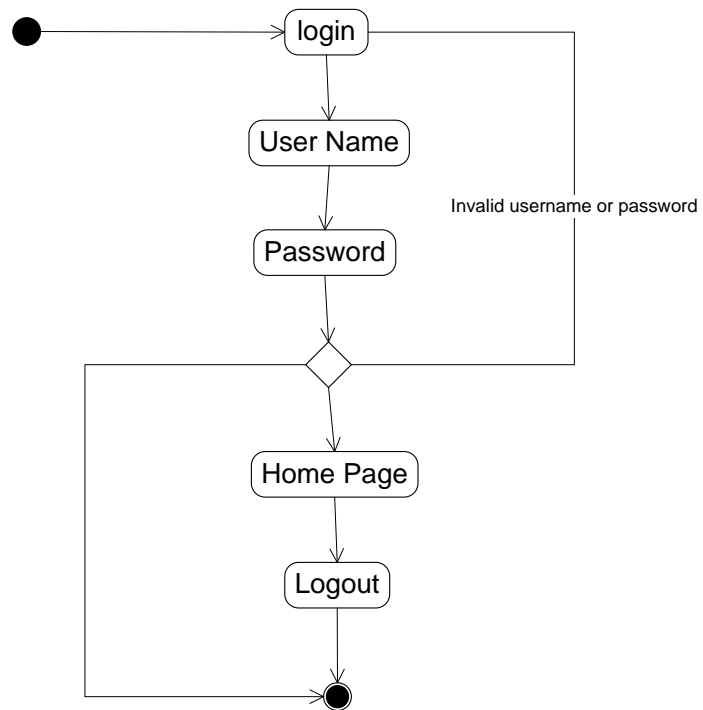 login
User Name
Invalid username or password
Password
Home Page
Logout